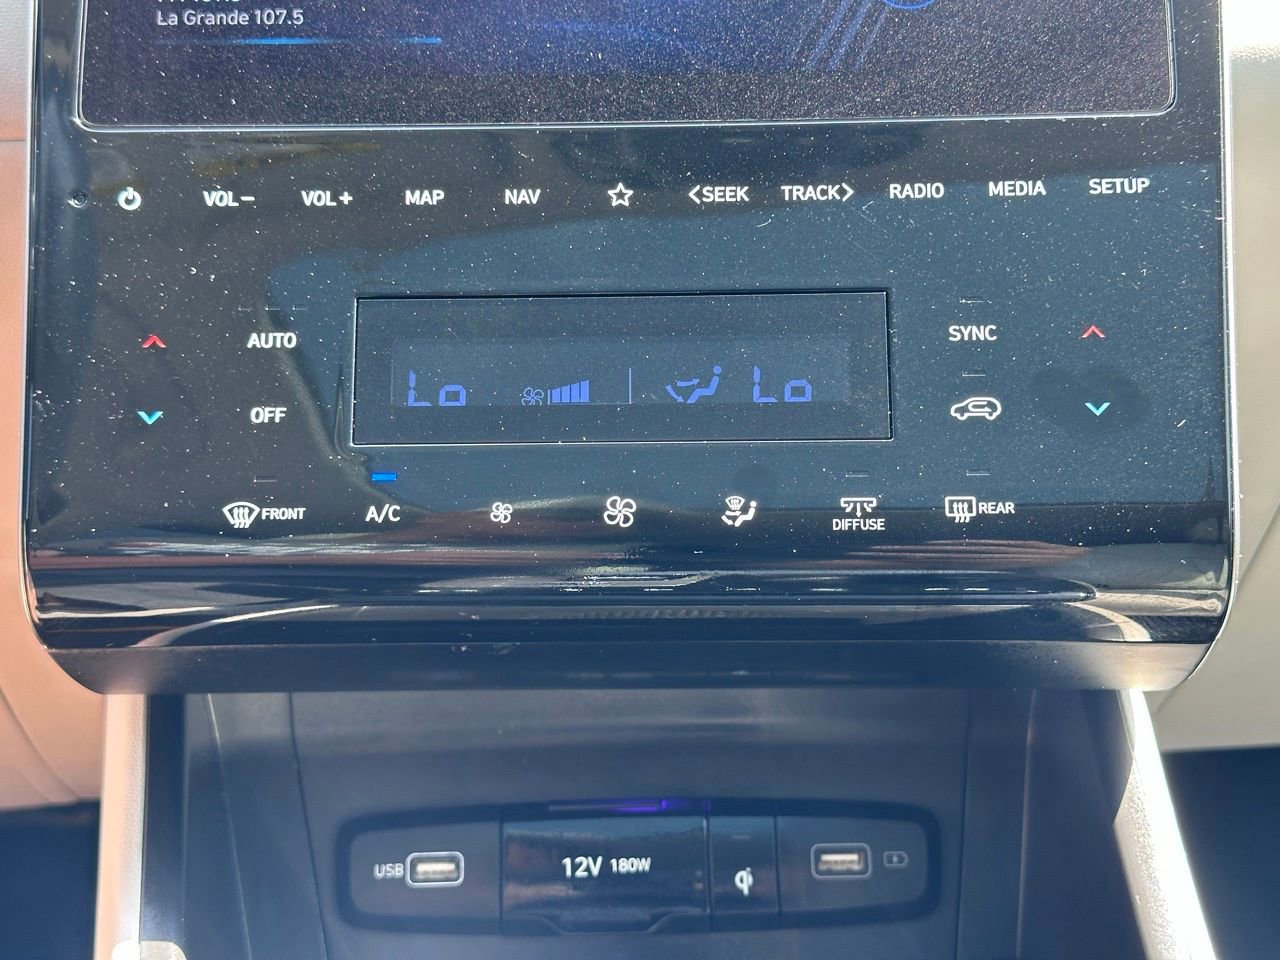 La Grande 107.5
VOL− VOL+ MAP NAV <SEEK TRACK> RADIO MEDIA SETUP
AUTO SYNC
Lo Lo
OFF
FRONT A/C DIFFUSE REAR
USB 12V 180W qi